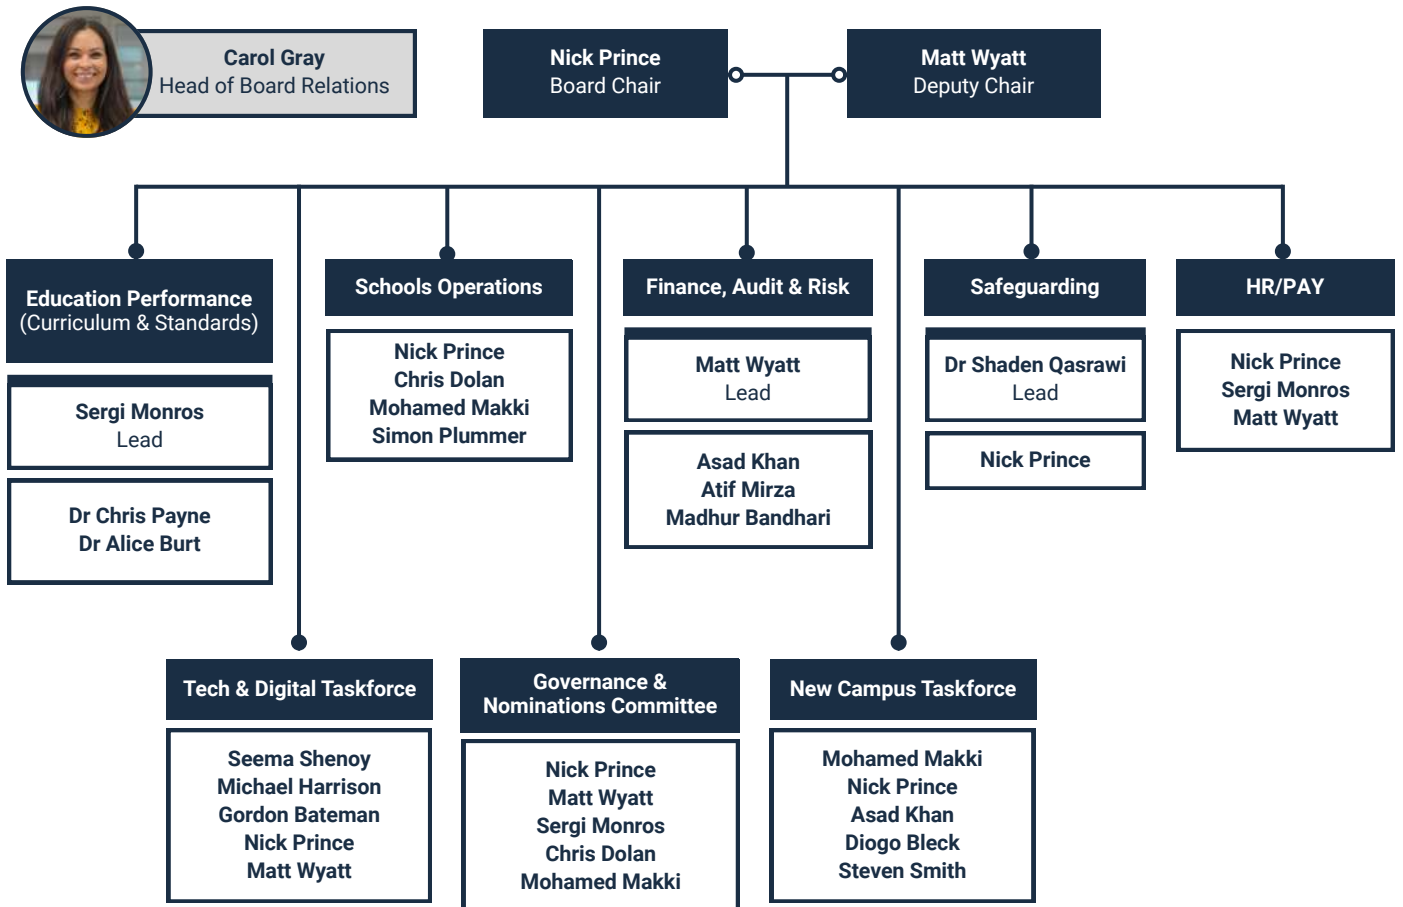 Carol Gray
Head of Board Relations
Nick Prince
Board Chair
Matt Wyatt
Deputy Chair
Education Performance
(Curriculum & Standards)
Sergi Monros
Lead
Dr Chris Payne
Dr Alice Burt
Schools Operations
Nick Prince
Chris Dolan
Mohamed Makki
Simon Plummer
Finance, Audit & Risk
Matt Wyatt
Lead
Asad Khan
Atif Mirza
Madhur Bandhari
Safeguarding
Dr Shaden Qasrawi
Lead
Nick Prince
HR/PAY
Nick Prince
Sergi Monros
Matt Wyatt
Tech & Digital Taskforce
Seema Shenoy
Michael Harrison
Gordon Bateman
Nick Prince
Matt Wyatt
Governance &
Nominations Committee
Nick Prince
Matt Wyatt
Sergi Monros
Chris Dolan
Mohamed Makki
New Campus Taskforce
Mohamed Makki
Nick Prince
Asad Khan
Diogo Bleck
Steven Smith